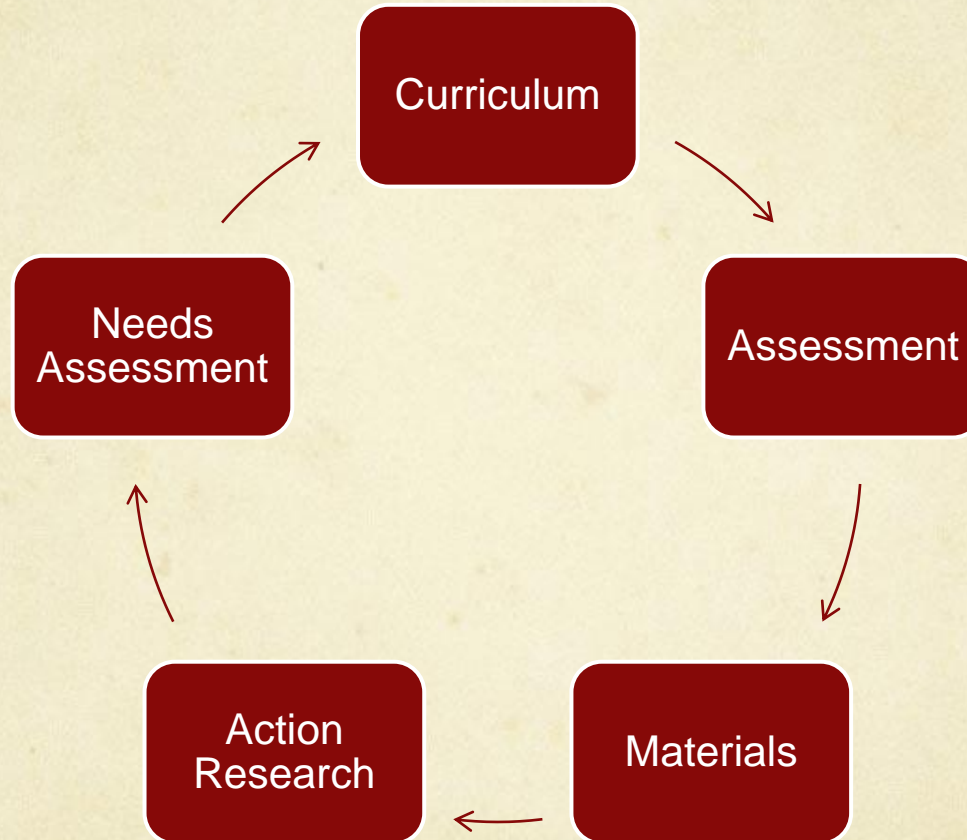 Curriculum
Assessment
Materials
Action
Research
Needs
Assessment